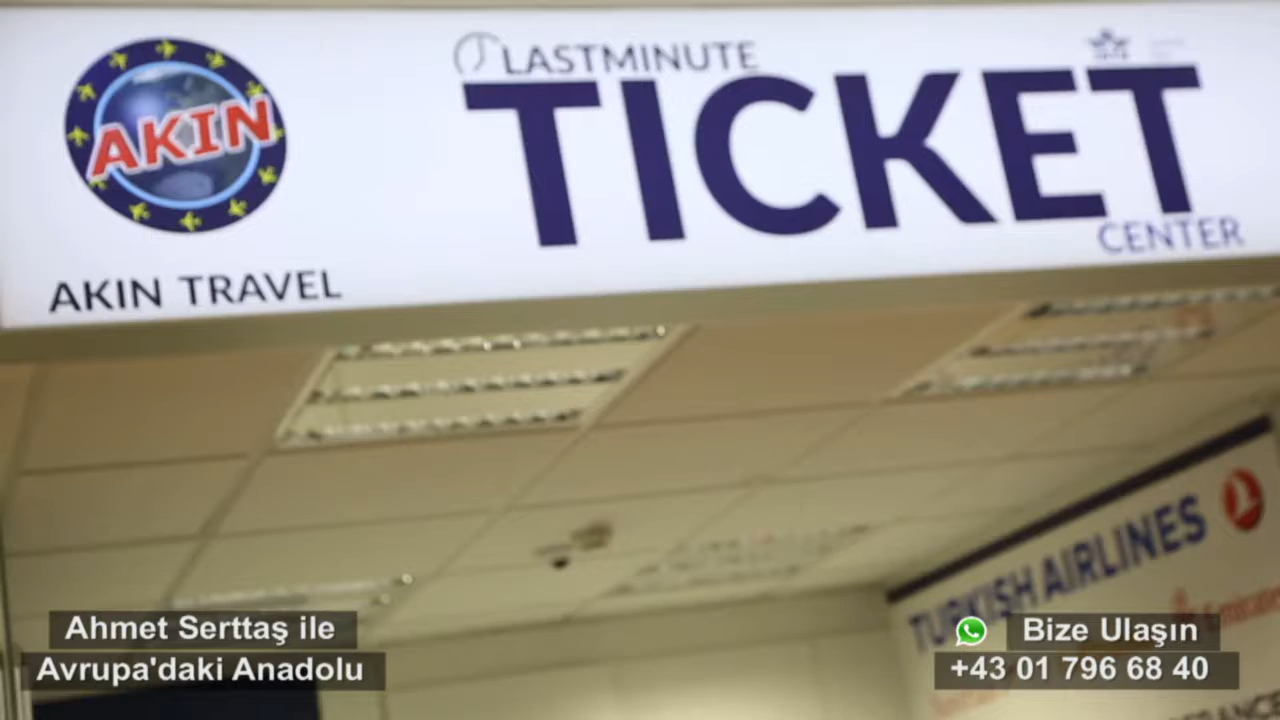 AKIN
AKIN TRAVEL
LASTMINUTE
TICKET
CENTER
TURKISH AIRLINES
Emirates
Ahmet Serttaş ile
Avrupa'daki Anadolu
Bize Ulaşın
+43 01 796 68 40